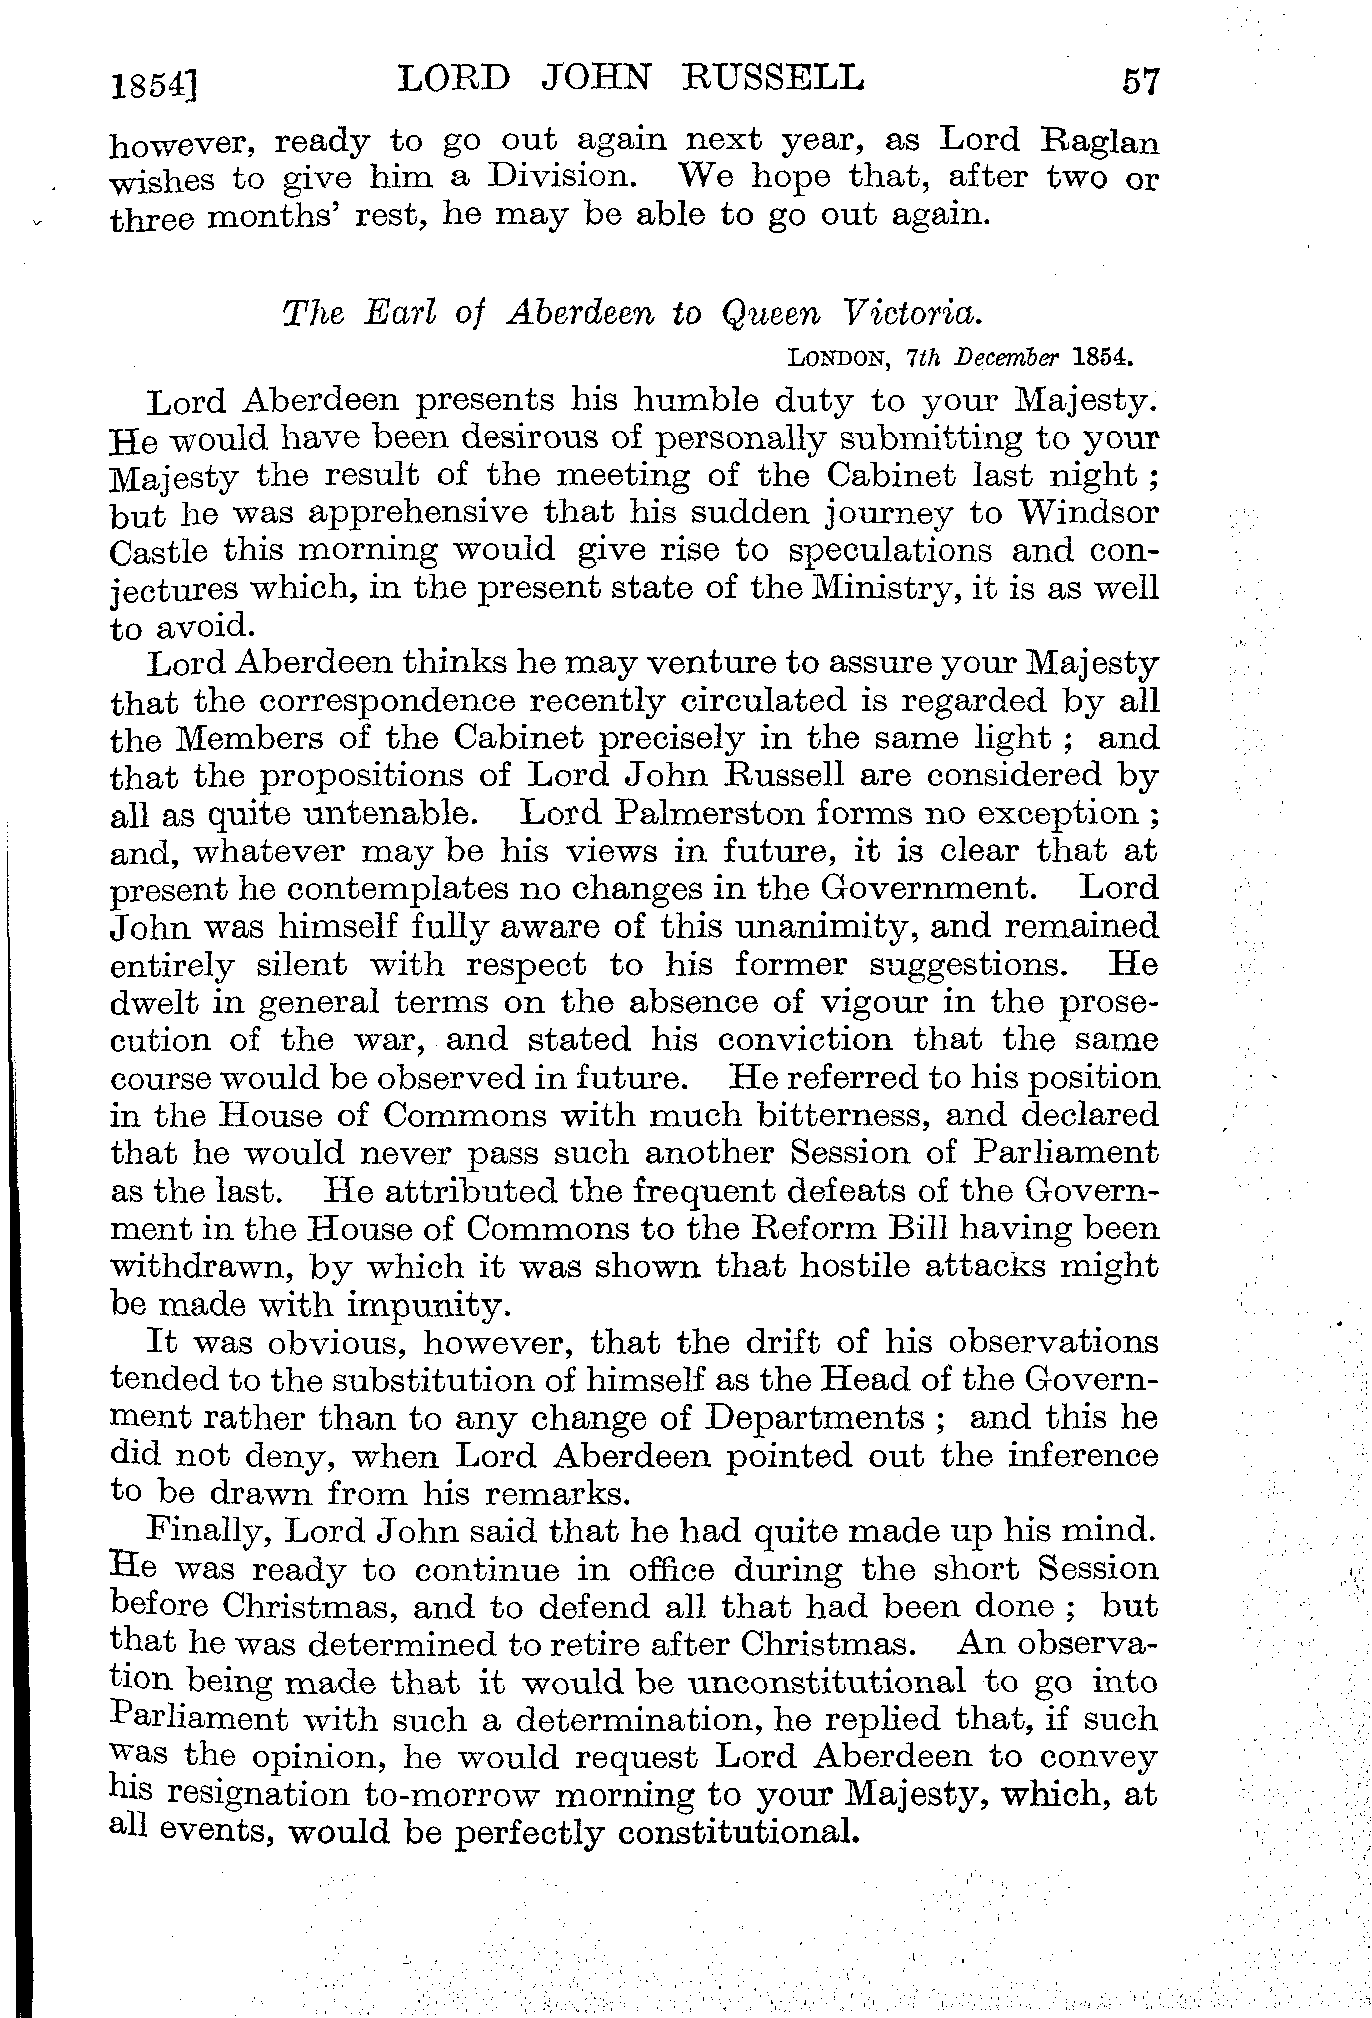 1854] LORD JOHN RUSSELL 57
however, ready to go out again next year, as Lord Raglan
wishes to give him a Division. We hope that, after two or
three months' rest, he may be able to go out again.
The Earl of Aberdeen to Queen Victoria.
LONDON, 7th December 1854.
Lord Aberdeen presents his humble duty to your Majesty.
He would have been desirous of personally submitting to your
Majesty the result of the meeting of the Cabinet last night ;
but he was apprehensive that his sudden journey to Windsor
Castle this morning would give rise to speculations and con-
jectures which, in the present state of the Ministry, it is as well
to avoid.
Lord Aberdeen thinks he may venture to assure your Majesty
that the correspondence recently circulated is regarded by all
the Members of the Cabinet precisely in the same light ; and
that the propositions of Lord John Russell are considered by
all as quite untenable. Lord Palmerston forms no exception ;
and, whatever may be his views in future, it is clear that at
present he contemplates no changes in the Government. Lord
John was himself fully aware of this unanimity, and remained
entirely silent with respect to his former suggestions. He
dwelt in general terms on the absence of vigour in the prose-
cution of the war, and stated his conviction that the same
course would be observed in future. He referred to his position
in the House of Commons with much bitterness, and declared
that he would never pass such another Session of Parliament
as the last. He attributed the frequent defeats of the Govern-
ment in the House of Commons to the Reform Bill having been
withdrawn, by which it was shown that hostile attacks might
be made with impunity.
It was obvious, however, that the drift of his observations
tended to the substitution of himself as the Head of the Govern-
ment rather than to any change of Departments ; and this he
did not deny, when Lord Aberdeen pointed out the inference
to be drawn from his remarks.
Finally, Lord John said that he had quite made up his mind.
He was ready to continue in office during the short Session
before Christmas, and to defend all that had been done ; but
that he was determined to retire after Christmas. An observa-
tion being made that it would be unconstitutional to go into
Parliament with such a determination, he replied that, if such
was the opinion, he would request Lord Aberdeen to convey
his resignation to-morrow morning to your Majesty, which, at
all events, would be perfectly constitutional.